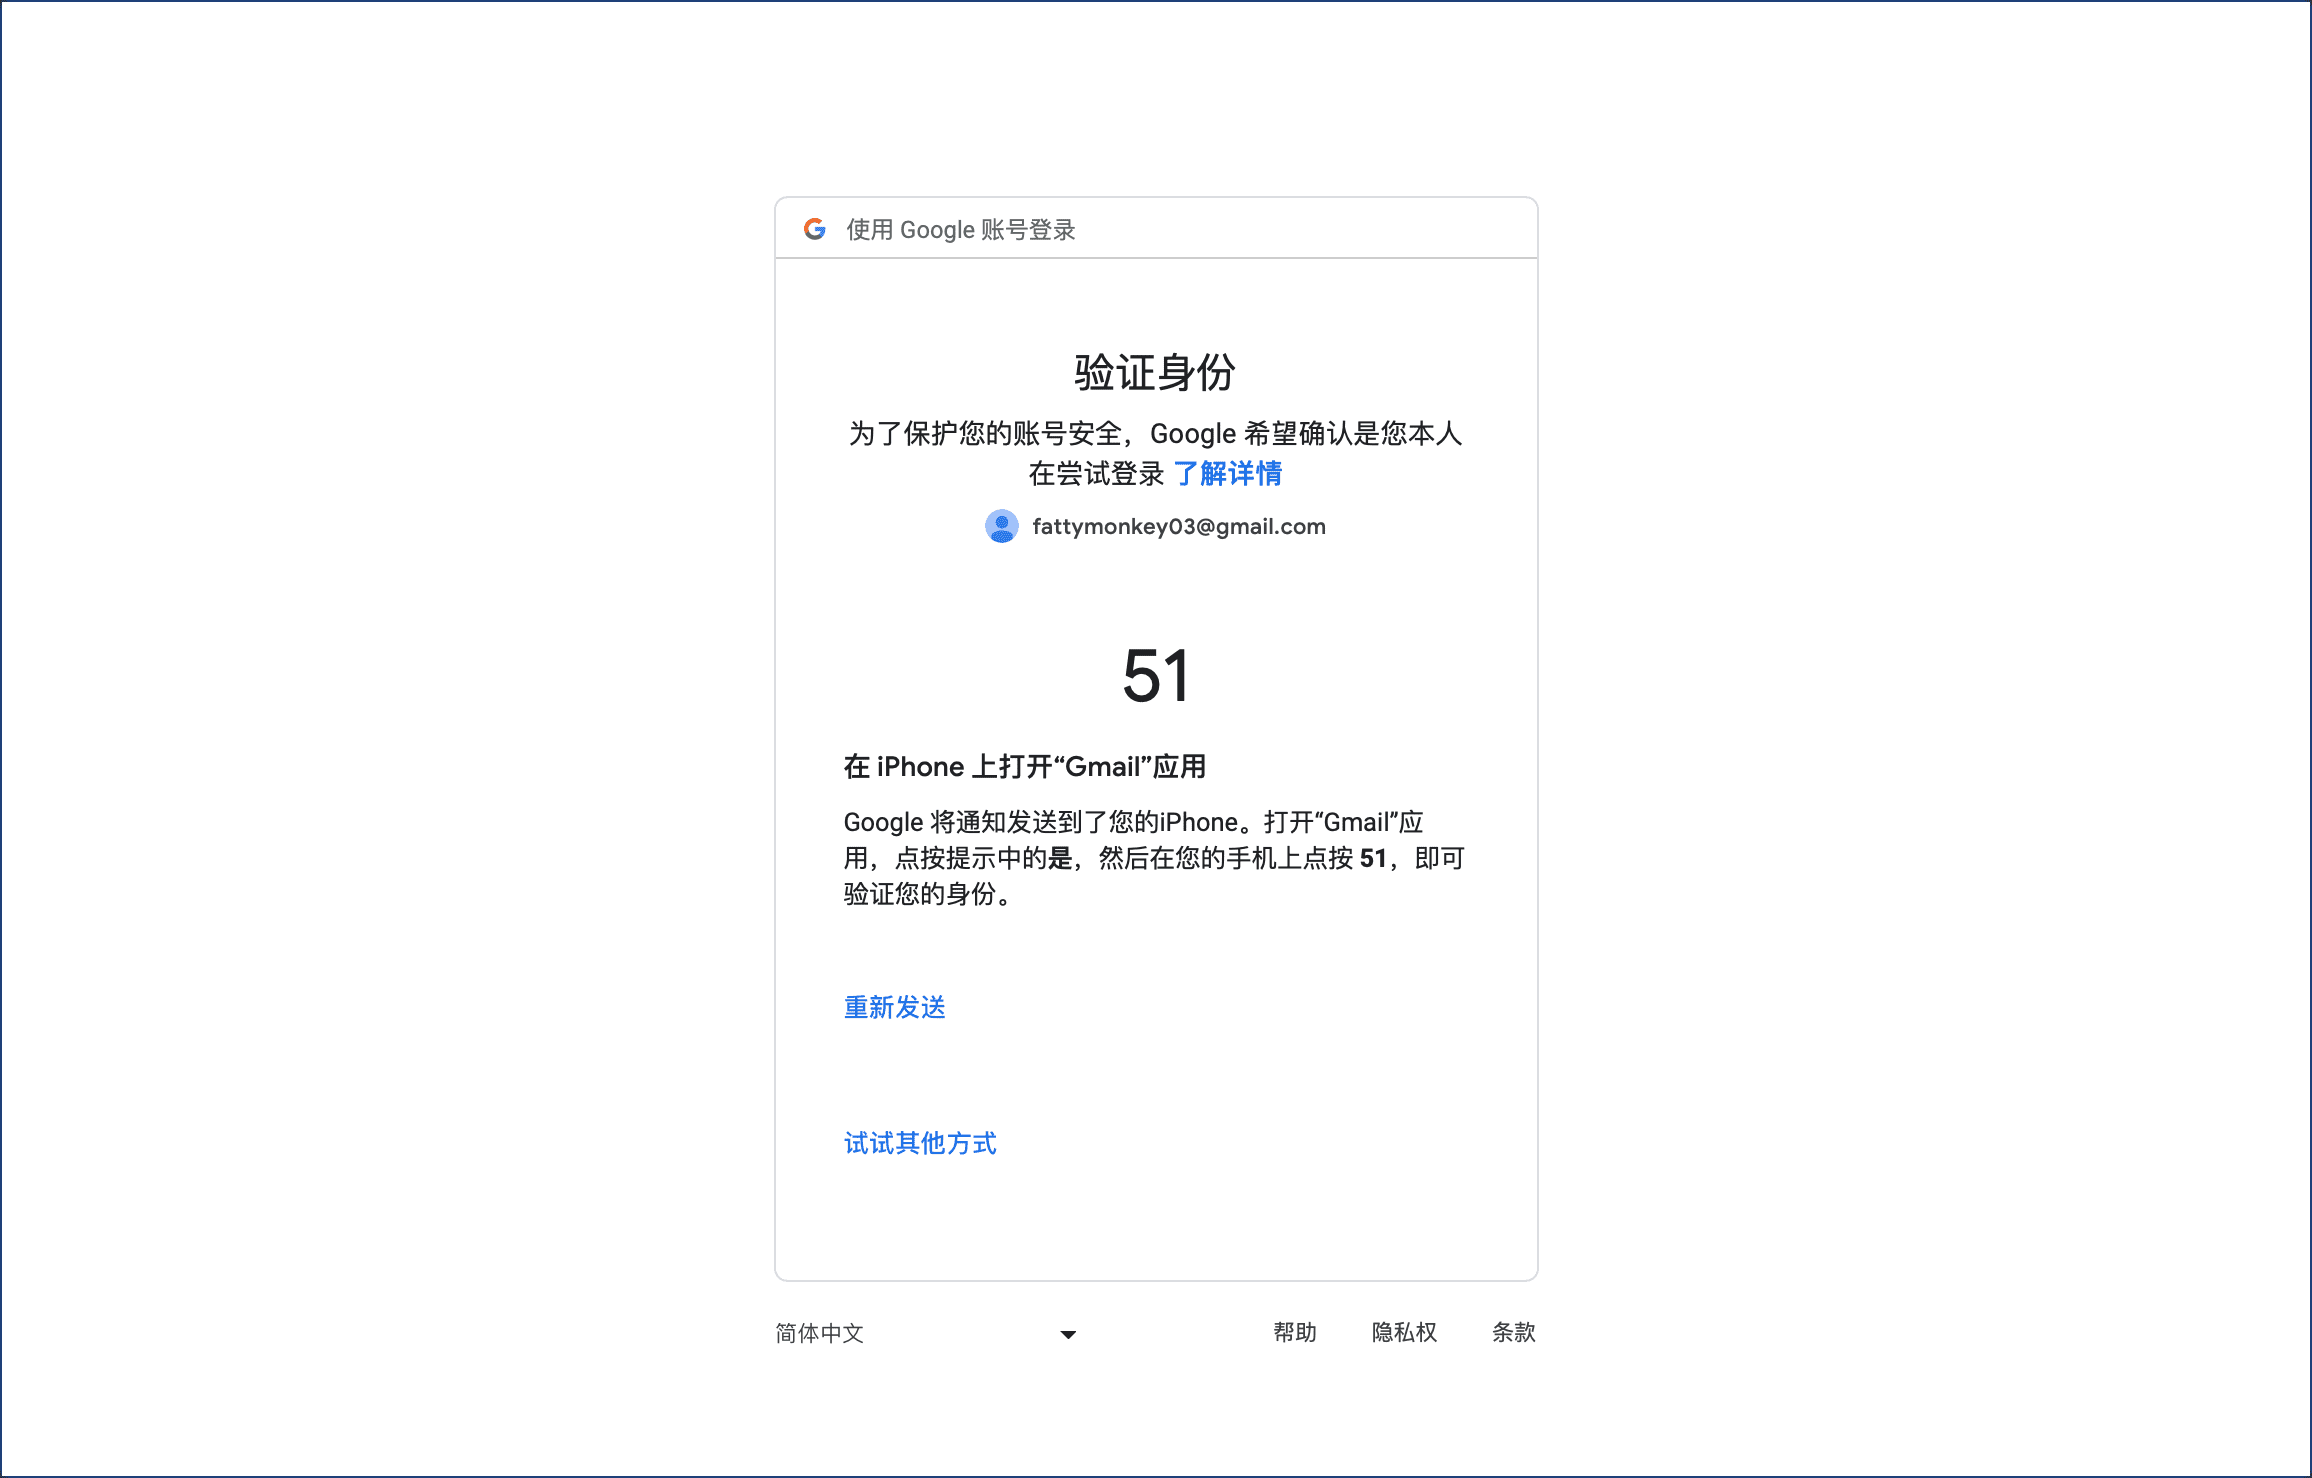 使用 Google 账号登录
验证身份
为了保护您的账号安全，Google 希望确认是您本人
在尝试登录 了解详情
fattymonkey03@gmail.com
51
在 iPhone 上打开“Gmail”应用
Google 将通知发送到了您的iPhone。打开“Gmail”应
用，点按提示中的是，然后在您的手机上点按 51，即可
验证您的身份。
重新发送
试试其他方式
简体中文 帮助 隐私权 条款